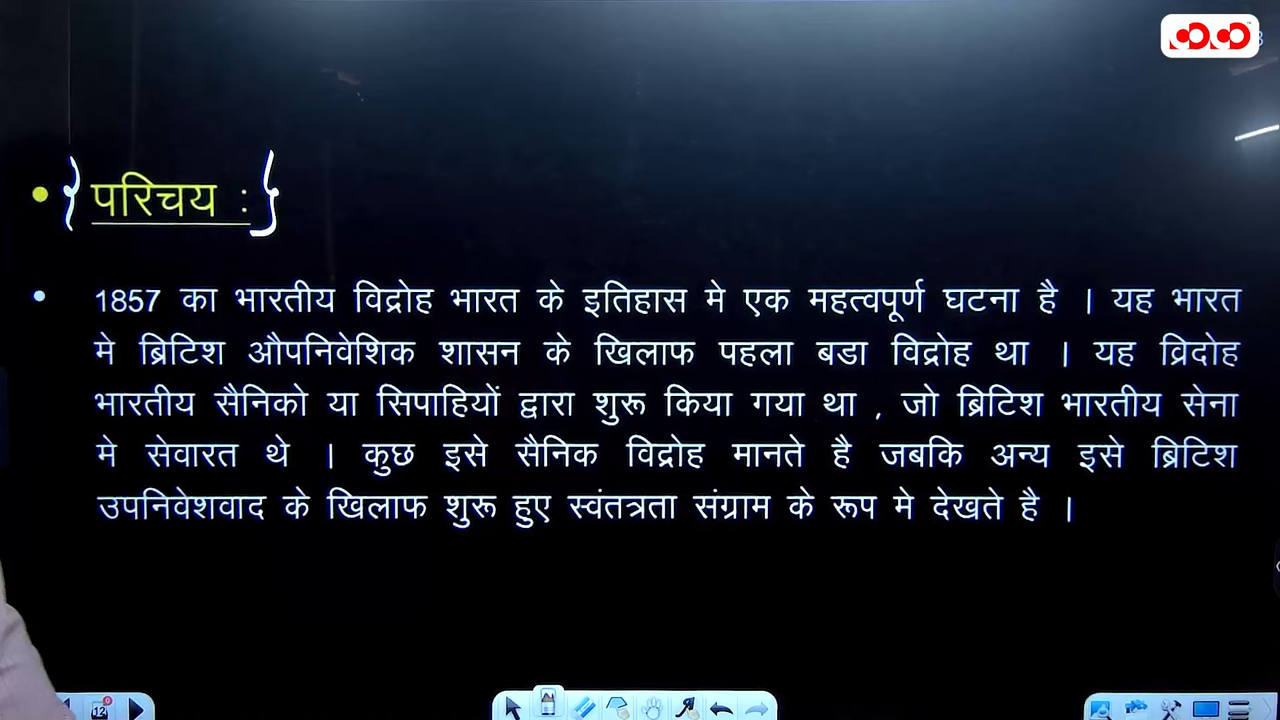 • { परिचय : }
• 1857 का भारतीय विद्रोह भारत के इतिहास मे एक महत्वपूर्ण घटना है । यह भारत
मे ब्रिटिश औपनिवेशिक शासन के खिलाफ पहला बडा विद्रोह था । यह व्रिदोह
भारतीय सैनिको या सिपाहियों द्वारा शुरू किया गया था , जो ब्रिटिश भारतीय सेना
मे सेवारत थे । कुछ इसे सैनिक विद्रोह मानते है जबकि अन्य इसे ब्रिटिश
उपनिवेशवाद के खिलाफ शुरू हुए स्वंतत्रता संग्राम के रूप मे देखते है ।
12